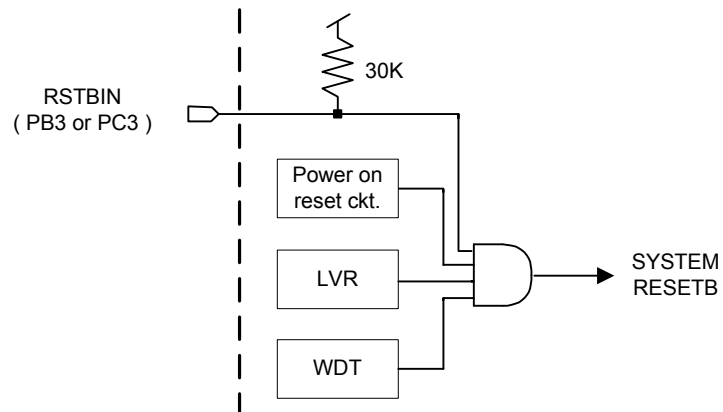 30K
RSTBIN
( PB3 or PC3 )
Power on
reset ckt.
LVR
SYSTEM
RESETB
WDT